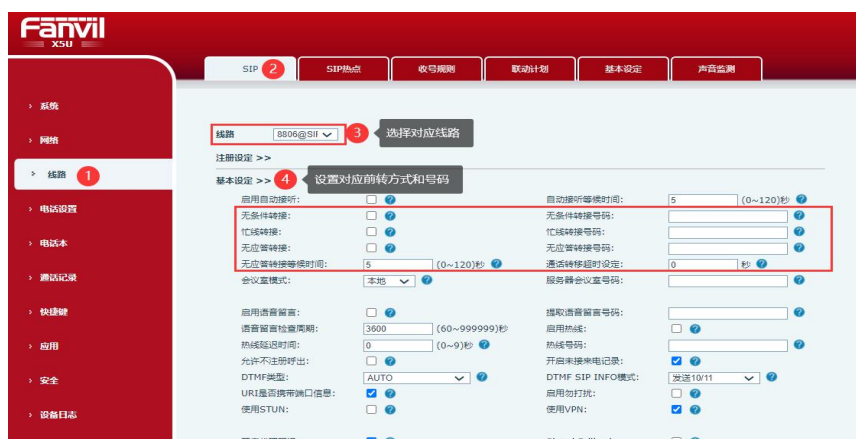 Fanvil
X5U
SIP 2 SIP热点 收号规则 联动计划 基本设定 声音监测
› 系统
› 网络
› 线路 1
› 电话设置
› 电话本
› 通话记录
› 快捷键
› 应用
› 安全
› 设备日志
线路 8806@SIP 3 选择对应线路
注册设定 >>
基本设定 >> 4 设置对应前转方式和号码
启用自动接听: ? 自动接听等候时间: 5 (0~120)秒 ?
无条件转接: ? 无条件转接号码: ?
忙线转接: ? 忙线转接号码: ?
无应答转接: ? 无应答转接号码: ?
无应答转接等候时间: 5 (0~120)秒 ? 通话转移超时设定: 0 秒 ?
会议室模式: 本地 ? 服务器会议室号码: ?
启用语音留言: ? 提取语音留言号码: ?
语音留言检查周期: 3600 (60~999999)秒 启用热线: ?
热线延迟时间: 0 (0~9)秒 ? 热线号码: ?
允许不注册呼出: ? 开启未接来电记录: ?
DTMF类型: AUTO ? DTMF SIP INFO模式: 发送10/11 ?
URI是否携带端口信息: ? 启用勿打扰: ?
使用STUN: ? 使用VPN: ?